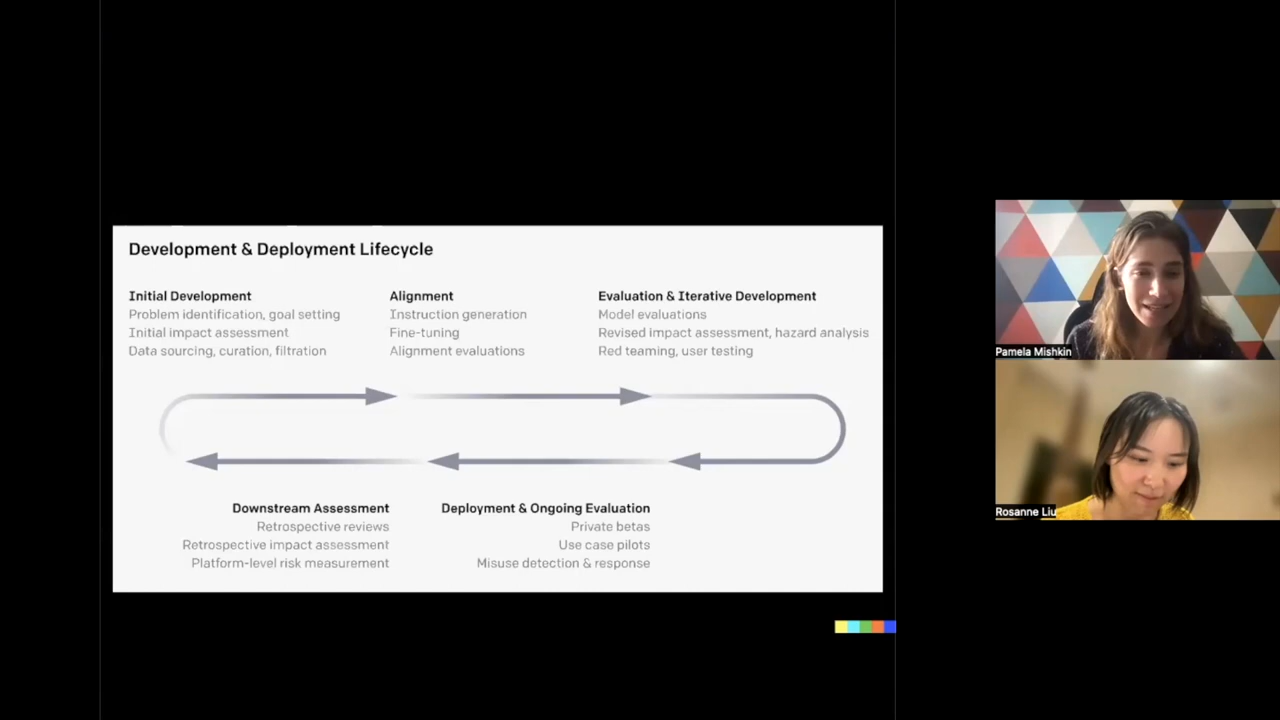 Development & Deployment Lifecycle
Initial Development
Problem identification, goal setting
Initial impact assessment
Data sourcing, curation, filtration
Alignment
Instruction generation
Fine-tuning
Alignment evaluations
Evaluation & Iterative Development
Model evaluations
Revised impact assessment, hazard analysis
Red teaming, user testing
Downstream Assessment
Retrospective reviews
Retrospective impact assessment
Platform-level risk measurement
Deployment & Ongoing Evaluation
Private betas
Use case pilots
Misuse detection & response
Pamela Mishkin
Rosanne Liu